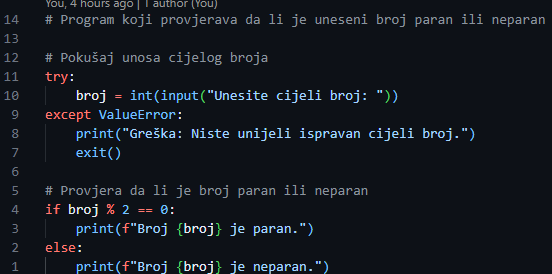 You, 4 hours ago | 1 author (You)
14 # Program koji provjerava da li je uneseni broj paran ili neparan
13
12 # Pokušaj unosa cijelog broja
11 try:
10     broj = int(input("Unesite cijeli broj: "))
9 except ValueError:
8     print("Greška: Niste unijeli ispravan cijeli broj.")
7     exit()
6
5 # Provjera da li je broj paran ili neparan
4 if broj % 2 == 0:
3     print(f"Broj {broj} je paran.")
2 else:
1     print(f"Broj {broj} je neparan.")